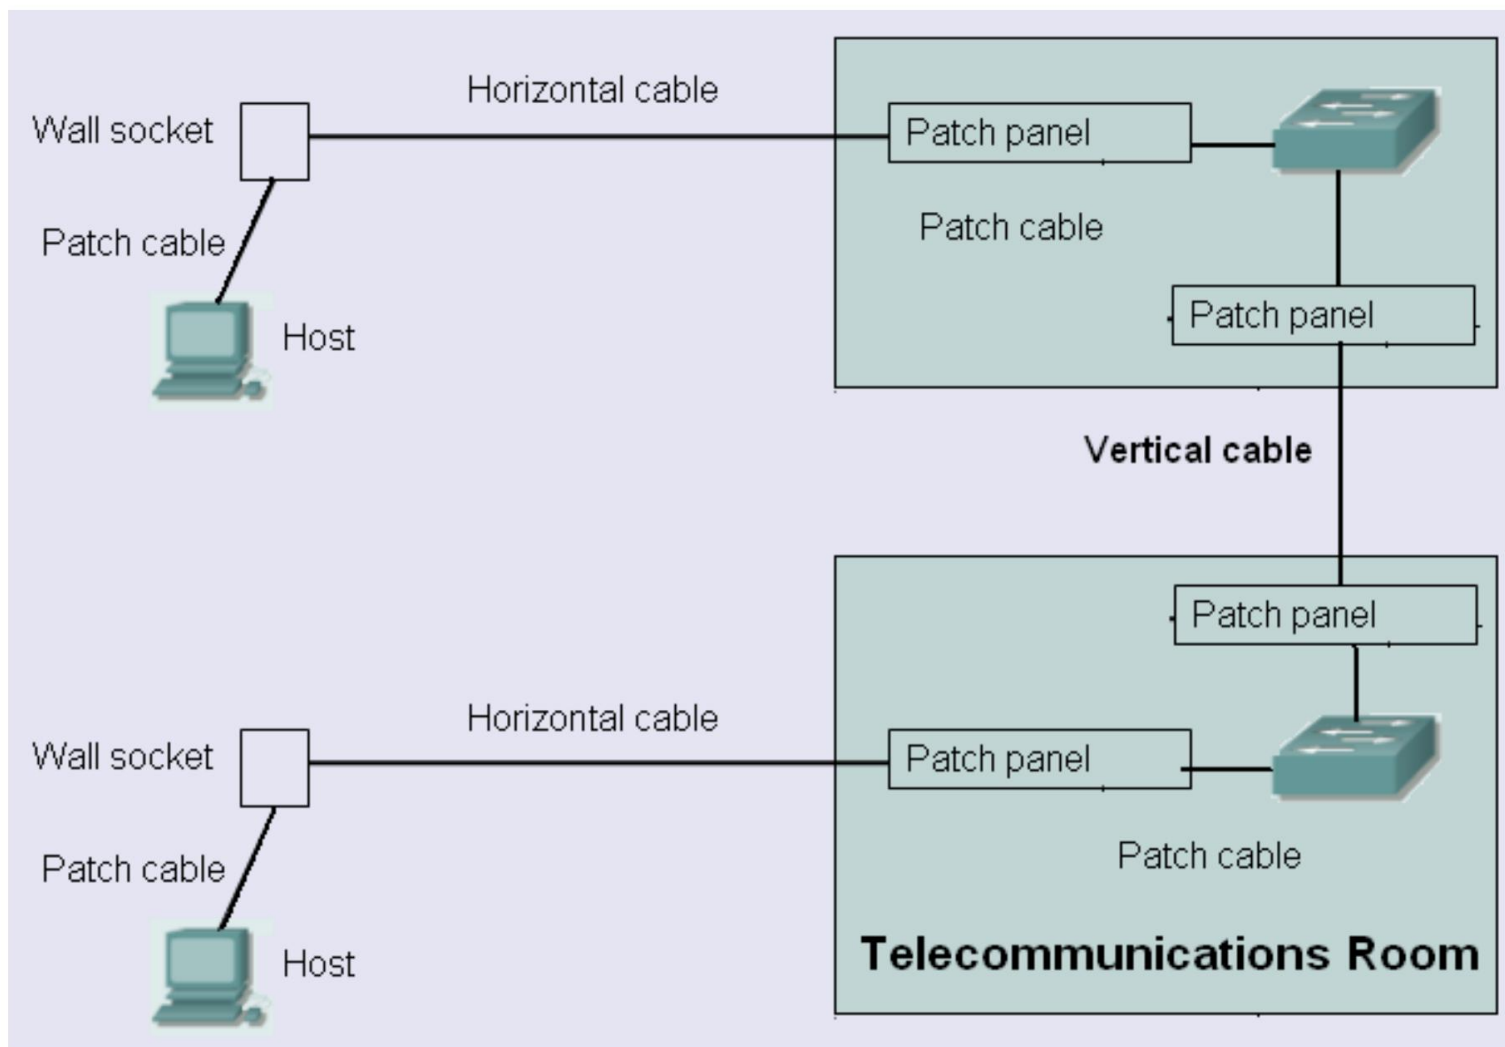 Horizontal cable
Wall socket
Patch panel
Patch cable
Patch cable
Host
Patch panel
Vertical cable
Patch panel
Horizontal cable
Wall socket
Patch panel
Patch cable
Patch cable
Host
Telecommunications Room